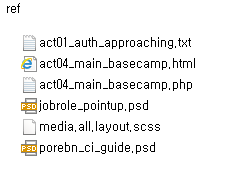 ref
act01_auth_approaching.txt
act04_main_basecamp.html
act04_main_basecamp.php
jobrole_pointup.psd
media.all.layout.scss
porebn_ci_guide.psd